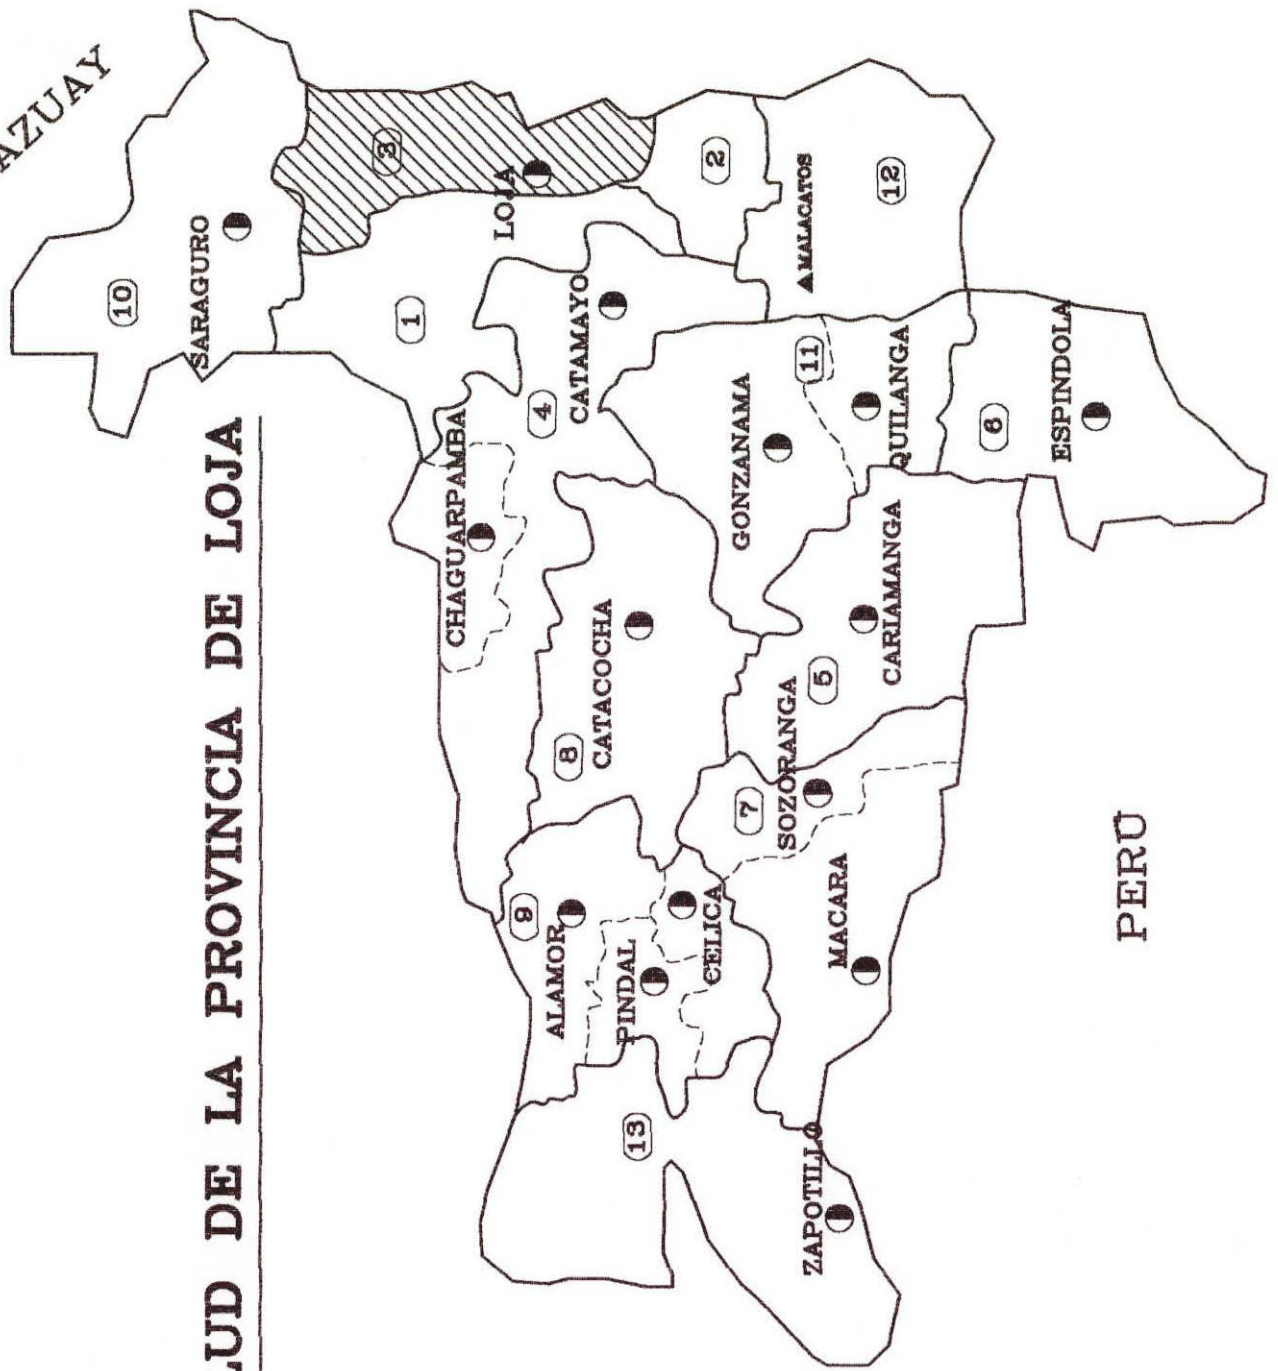 LUD DE LA PROVINCIA DE LOJA
AZUAY
10
SARAGURO
3
LOJA
1
2
12
MALACATOS
CATAMAYO
4
CHAGUARPAMBA
11
QUILANGA
GONZANAMA
6
ESPINDOLA
CATACOCHA
8
CARIAMANGA
5
SOZORANGA
7
9
ALAMOR
PINDAL
CELICA
MACARA
13
ZAPOTILLO
PERU